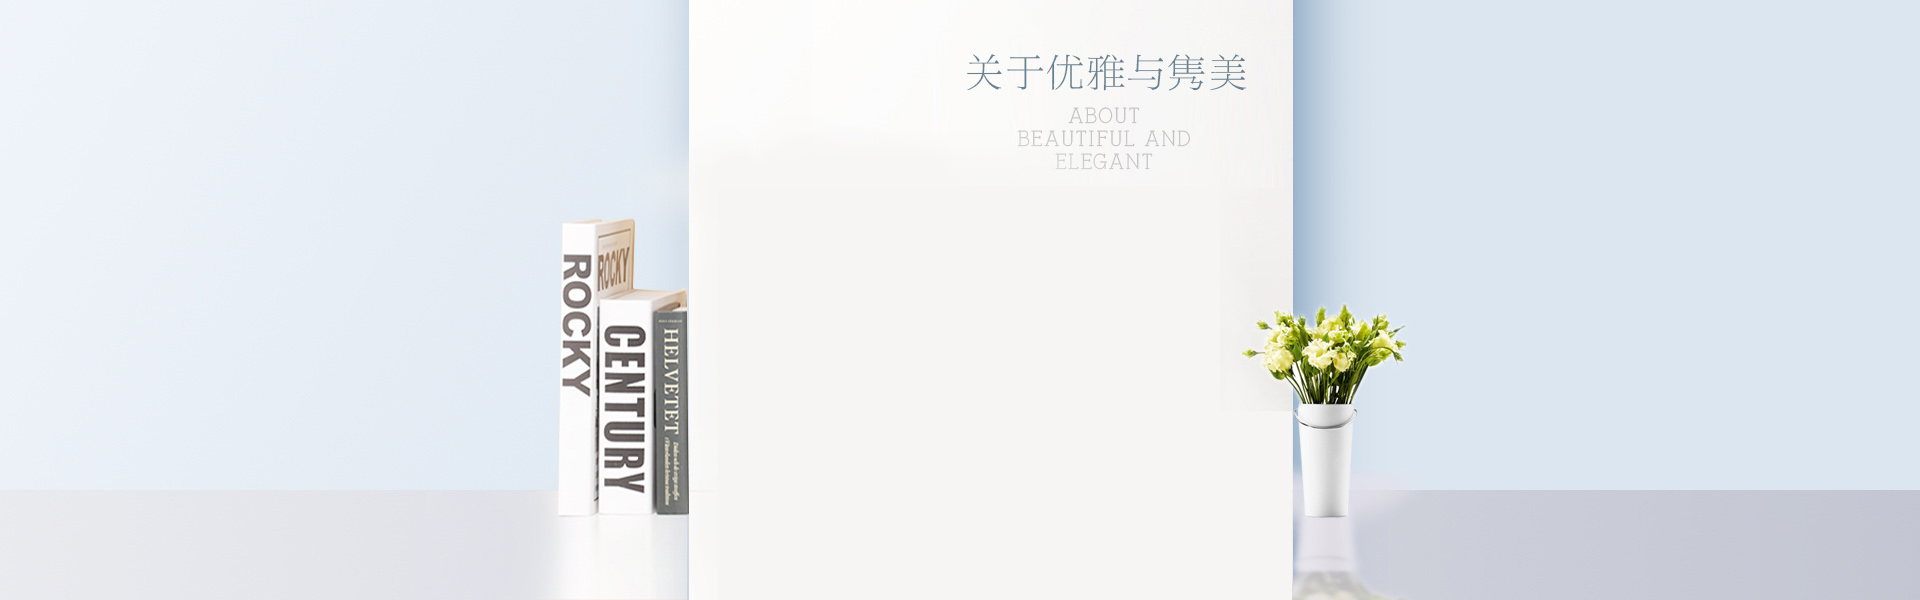 关于优雅与隽美
ABOUT
BEAUTIFUL AND
ELEGANT
ROCKY
ROCKY
CENTURY
HELVETET